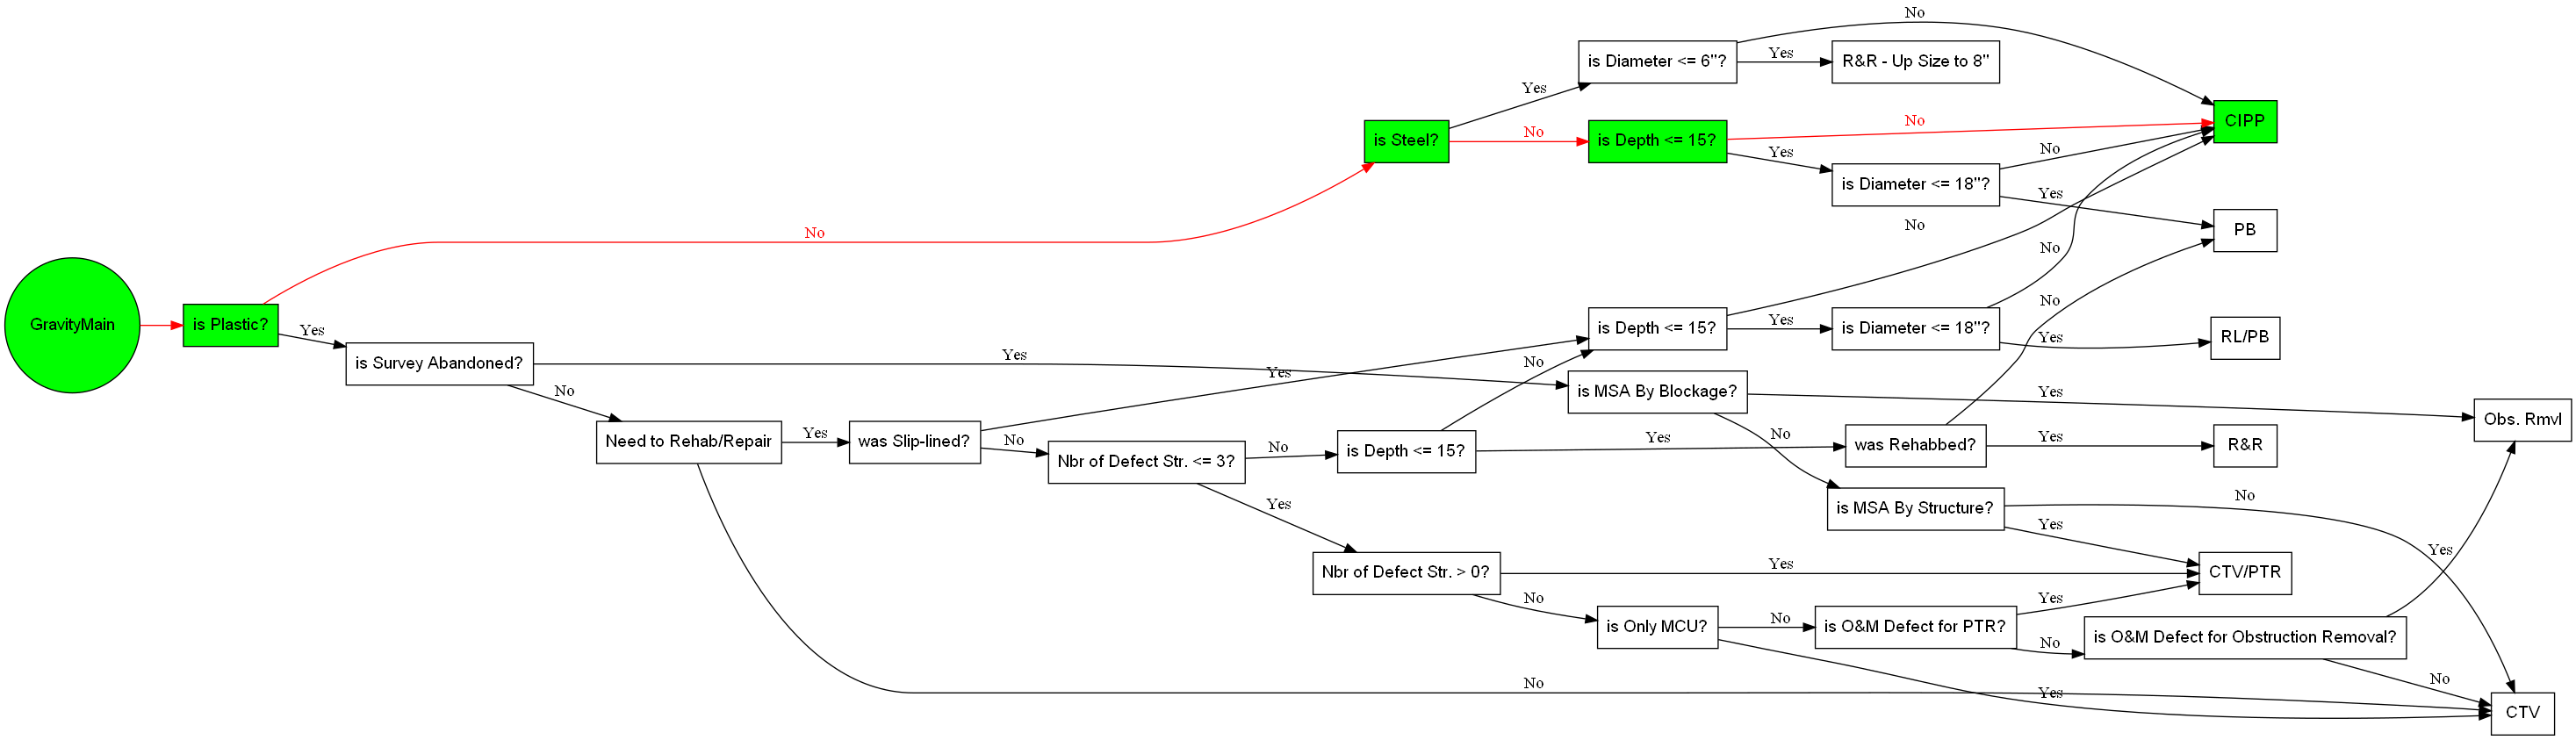 No
is Diameter <= 6"?
Yes
R&R - Up Size to 8"
Yes
CIPP
is Steel?
No
is Depth <= 15?
No
Yes
No
is Diameter <= 18"?
Yes
No
PB
No
No
No
GravityMain
is Plastic?
Yes
is Depth <= 15?
Yes
is Diameter <= 18"?
Yes
RL/PB
is Survey Abandoned?
Yes
Yes
No
is MSA By Blockage?
Yes
No
Obs. Rmvl
Need to Rehab/Repair
Yes
was Slip-lined?
No
Nbr of Defect Str. <= 3?
No
is Depth <= 15?
Yes
No
was Rehabbed?
Yes
R&R
Yes
is MSA By Structure?
No
Yes
Yes
Nbr of Defect Str. > 0?
Yes
CTV/PTR
No
is Only MCU?
No
is O&M Defect for PTR?
Yes
No
is O&M Defect for Obstruction Removal?
No
Yes
No
CTV